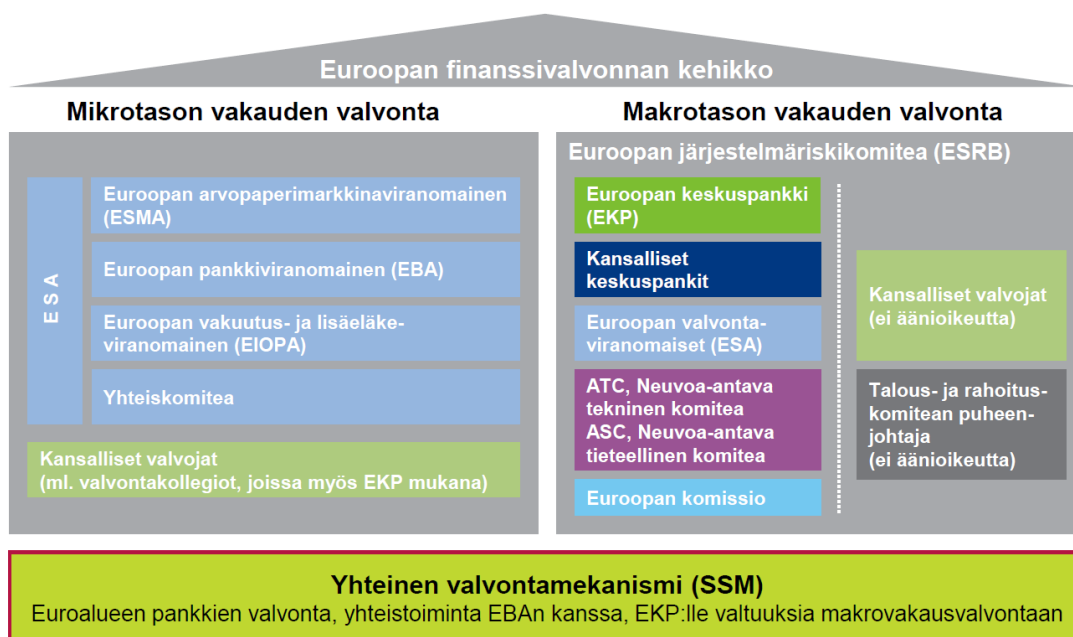 Euroopan finanssivalvonnan kehikko
Mikrotason vakauden valvonta
E S A
Euroopan arvopaperimarkkinaviranomainen
(ESMA)
Euroopan pankkiviranomainen (EBA)
Euroopan vakuutus- ja lisäeläke-
viranomainen (EIOPA)
Yhteiskomitea
Kansalliset valvojat
(ml. valvontakollegiot, joissa myös EKP mukana)
Makrotason vakauden valvonta
Euroopan järjestelmäriskikomitea (ESRB)
Euroopan keskuspankki
(EKP)
Kansalliset
keskuspankit
Euroopan valvonta-
viranomaiset (ESA)
ATC, Neuvoa-antava
tekninen komitea
ASC, Neuvoa-antava
tieteellinen komitea
Euroopan komissio
Kansalliset valvojat
(ei äänioikeutta)
Talous- ja rahoitus-
komitean puheen-
johtaja
(ei äänioikeutta)
Yhteinen valvontamekanismi (SSM)
Euroalueen pankkien valvonta, yhteistoiminta EBAn kanssa, EKP:lle valtuuksia makrovakausvalvontaan